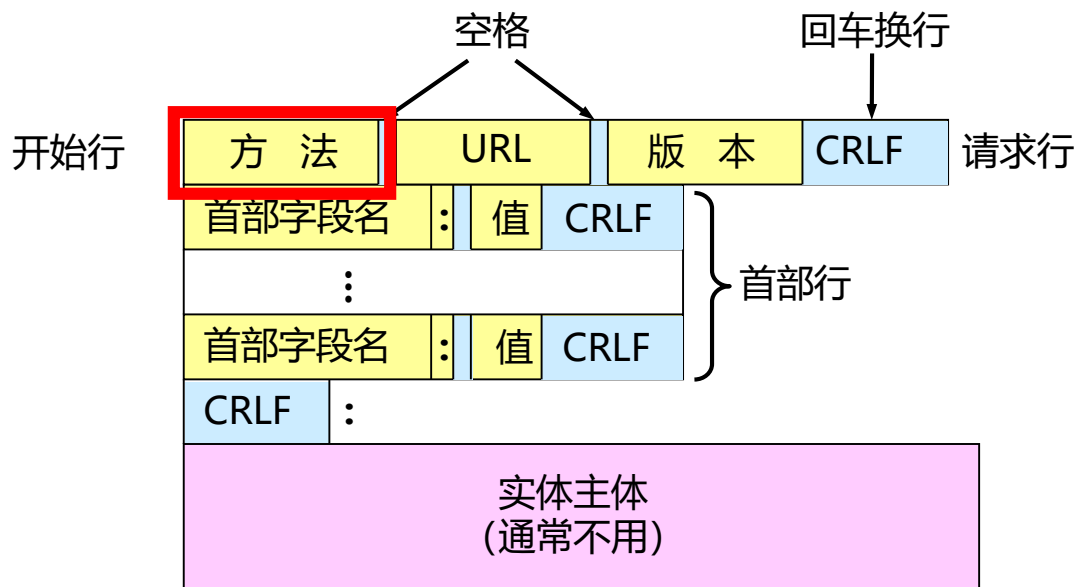 空格 回车换行
开始行 方 法 URL 版 本 CRLF 请求行
首部字段名 : 值 CRLF
⋮ 首部行
首部字段名 : 值 CRLF
CRLF :
实体主体
(通常不用)